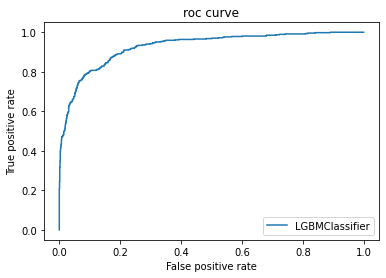 roc curve
True positive rate
1.0
0.8
0.6
0.4
0.2
0.0
LGBMClassifier
0.0 0.2 0.4 0.6 0.8 1.0
False positive rate